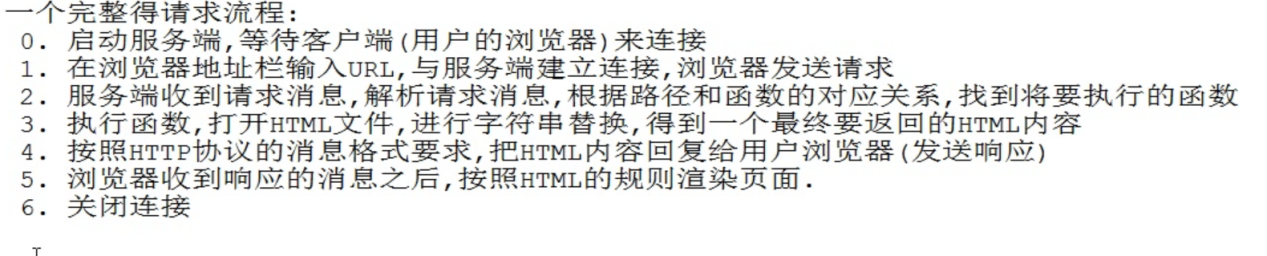 一个完整得请求流程:
0. 启动服务端,等待客户端(用户的浏览器)来连接
1. 在浏览器地址栏输入URL,与服务端建立连接,浏览器发送请求
2. 服务端收到请求消息,解析请求消息,根据路径和函数的对应关系,找到将要执行的函数
3. 执行函数,打开HTML文件,进行字符串替换,得到一个最终要返回的HTML内容
4. 按照HTTP协议的消息格式要求,把HTML内容回复给用户浏览器(发送响应)
5. 浏览器收到响应的消息之后,按照HTML的规则渲染页面.
6. 关闭连接